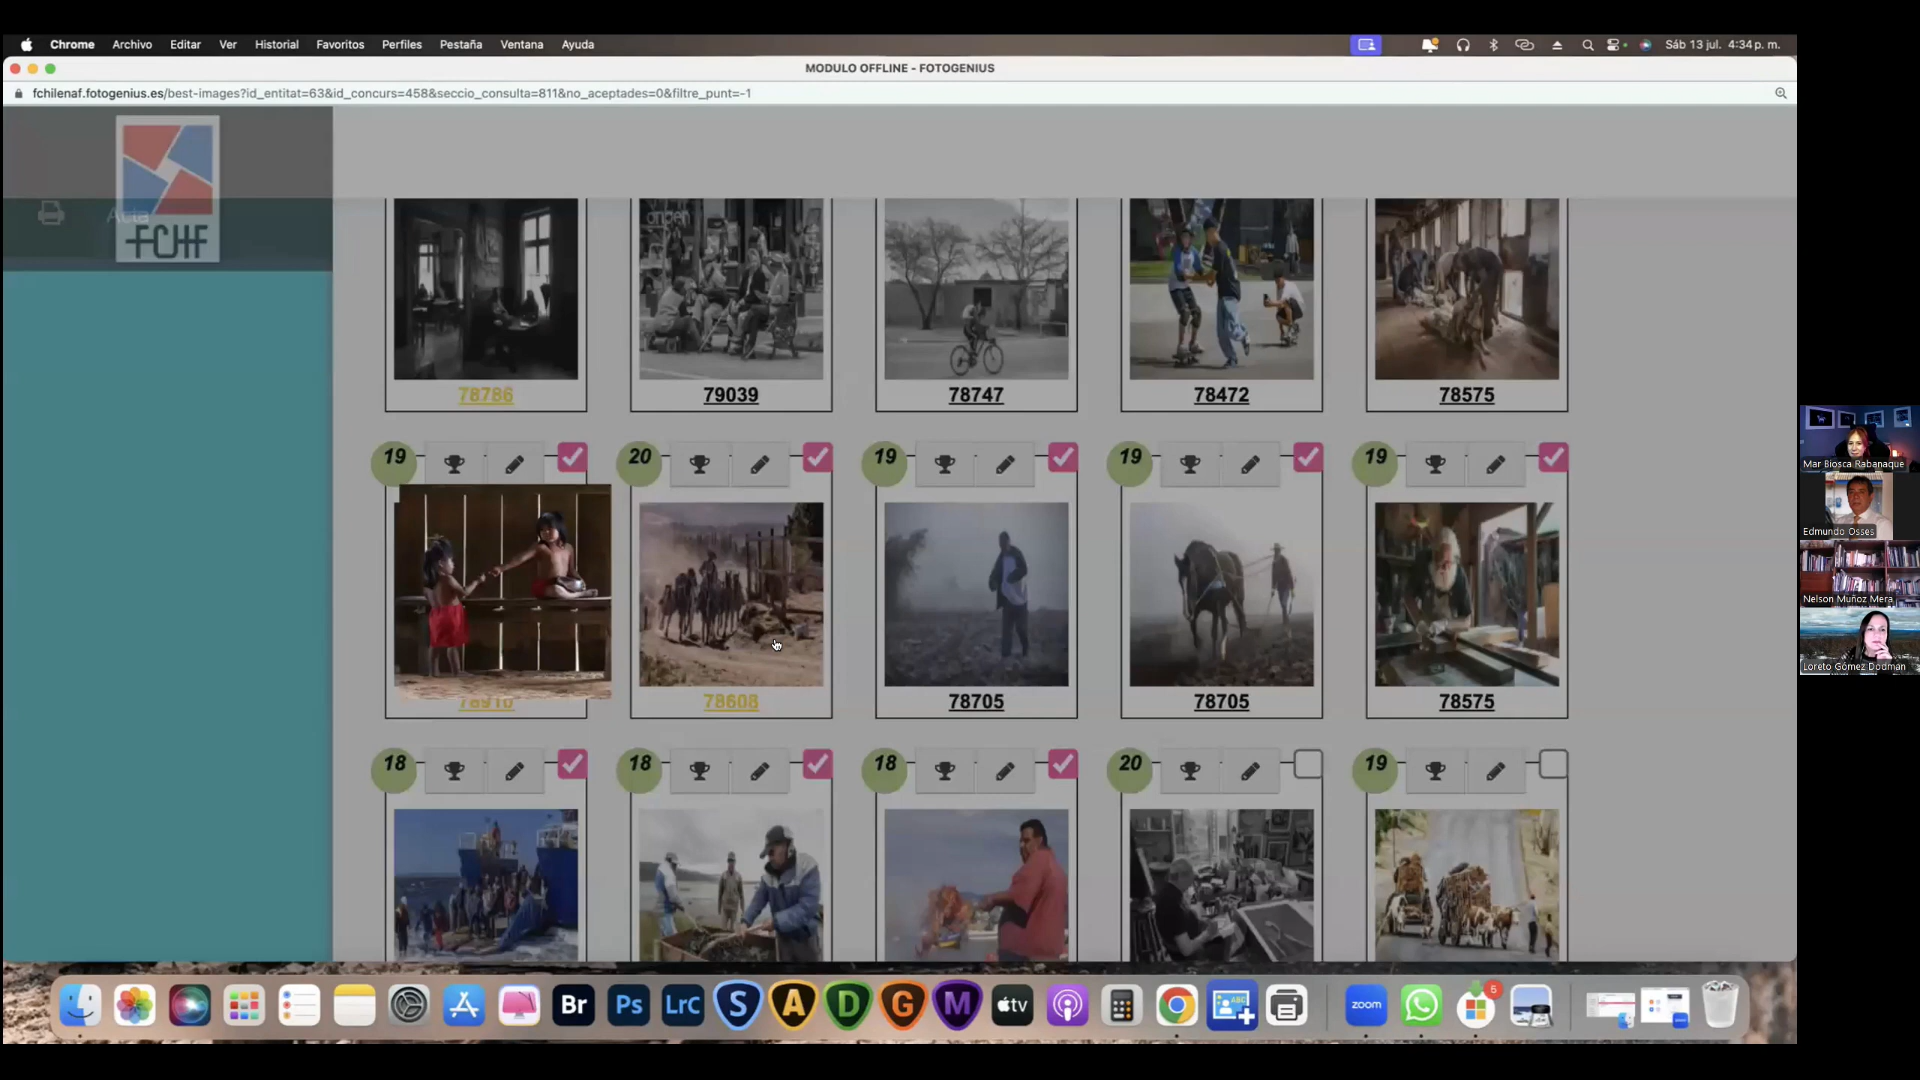 Chrome Archivo Editar Ver Historial Favoritos Perfiles Pestaña Ventana Ayuda
Sáb 13 jul. 4:34 p. m.
MODULO OFFLINE - FOTOGENIUS
fchilenaf.fotogenius.es/best-images?id_entitat=63&id_concurs=458&seccio_consulta=811&no_aceptades=0&filtre_punt=-1
Acta
FCHF
78786 79039 78747 78472 78575
19 20 19 19 19
78608 78705 78705 78575
18 18 18 20 19
Mar Biosca Rabanaque
Edmundo Osses
Nelson Muñoz Mera
Loreto Gómez Dodman
Br Ps LrC S A D G M tv zoom 5